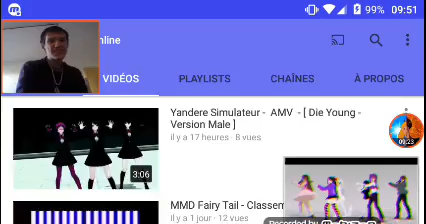 99% 09:51
nline
VIDÉOS PLAYLISTS CHAÎNES À PROPOS
Yandere Simulateur - AMV - [ Die Young -
Version Male ]
il y a 17 heures · 8 vues
3:06
09:23
MMD Fairy Tail - Classem
Il y a 1 jour · 12 vues
Recorded by